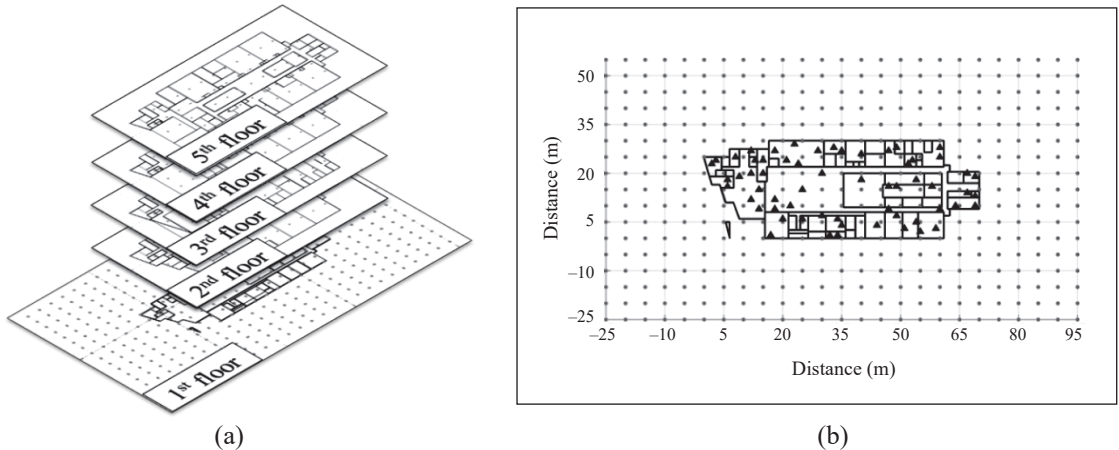 5th floor
4th floor
3rd floor
2nd floor
1st floor
(a)
Distance (m)
50
35
20
5
–10
–25
–25
–10
5
20
35
50
65
80
95
Distance (m)
(b)